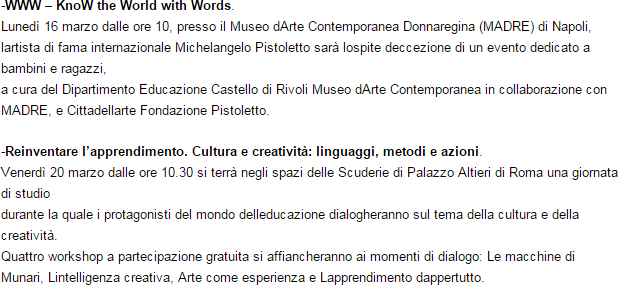 -WWW – KnoW the World with Words.
Lunedì 16 marzo dalle ore 10, presso il Museo dArte Contemporanea Donnaregina (MADRE) di Napoli,
lartista di fama internazionale Michelangelo Pistoletto sarà lospite deccezione di un evento dedicato a
bambini e ragazzi,
a cura del Dipartimento Educazione Castello di Rivoli Museo dArte Contemporanea in collaborazione con
MADRE, e Cittadellarte Fondazione Pistoletto.
-Reinventare l’apprendimento. Cultura e creatività: linguaggi, metodi e azioni.
Venerdì 20 marzo dalle ore 10.30 si terrà negli spazi delle Scuderie di Palazzo Altieri di Roma una giornata
di studio
durante la quale i protagonisti del mondo delleducazione dialogheranno sul tema della cultura e della
creatività.
Quattro workshop a partecipazione gratuita si affiancheranno ai momenti di dialogo: Le macchine di
Munari, Lintelligenza creativa, Arte come esperienza e Lapprendimento dappertutto.